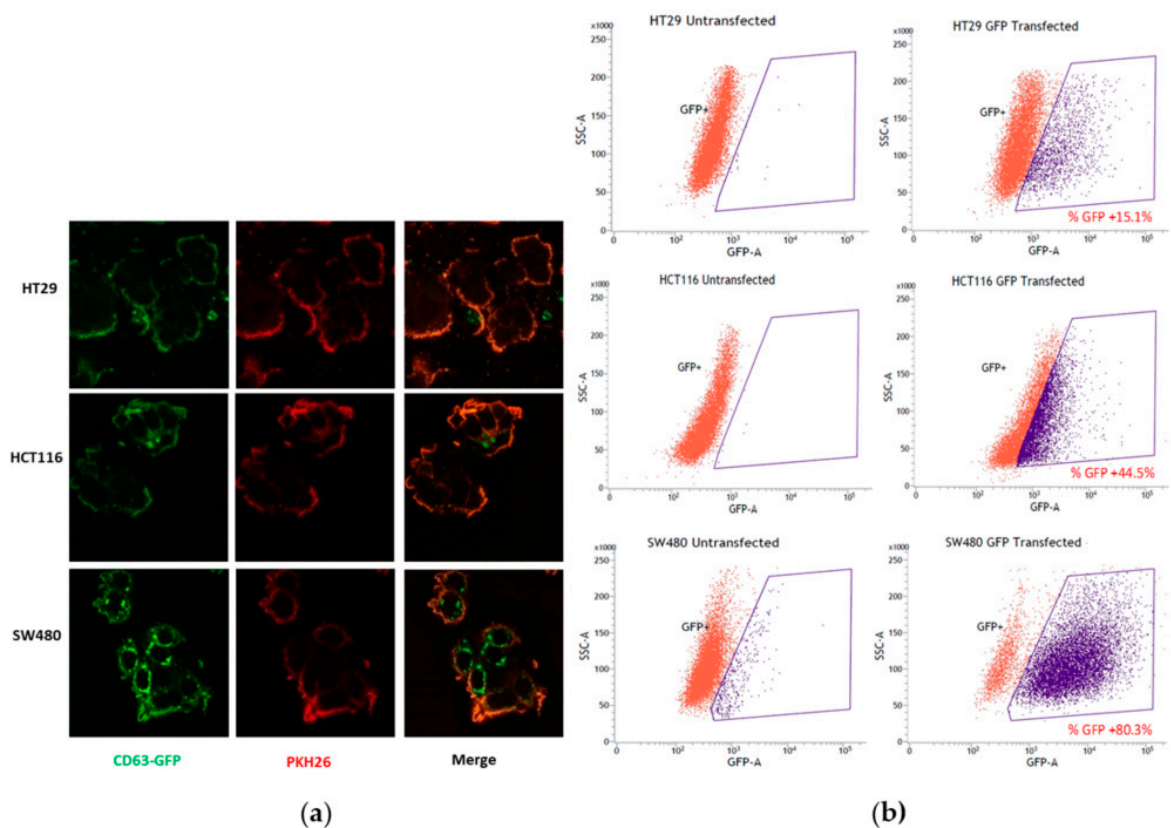 HT29
HCT116
SW480
CD63-GFP
PKH26
Merge
(a)
HT29 Untransfected
x1000
250
200
150
100
50
0
SSC-A
GFP+
0
10²
10³
10⁴
10⁵
GFP-A
HT29 GFP Transfected
x1000
250
200
150
100
50
0
SSC-A
GFP+
% GFP +15.1%
0
10²
10³
10⁴
10⁵
GFP-A
HCT116 Untransfected
x1000
250
200
150
100
50
0
SSC-A
GFP+
0
10²
10³
10⁴
10⁵
GFP-A
HCT116 GFP Transfected
x1000
250
200
150
100
50
0
SSC-A
GFP+
% GFP +44.5%
0
10²
10³
10⁴
10⁵
GFP-A
SW480 Untransfected
x1000
250
200
150
100
50
0
SSC-A
GFP+
0
10²
10³
10⁴
10⁵
GFP-A
SW480 GFP Transfected
x1000
250
200
150
100
50
0
SSC-A
GFP+
% GFP +80.3%
0
10²
10³
10⁴
10⁵
GFP-A
(b)